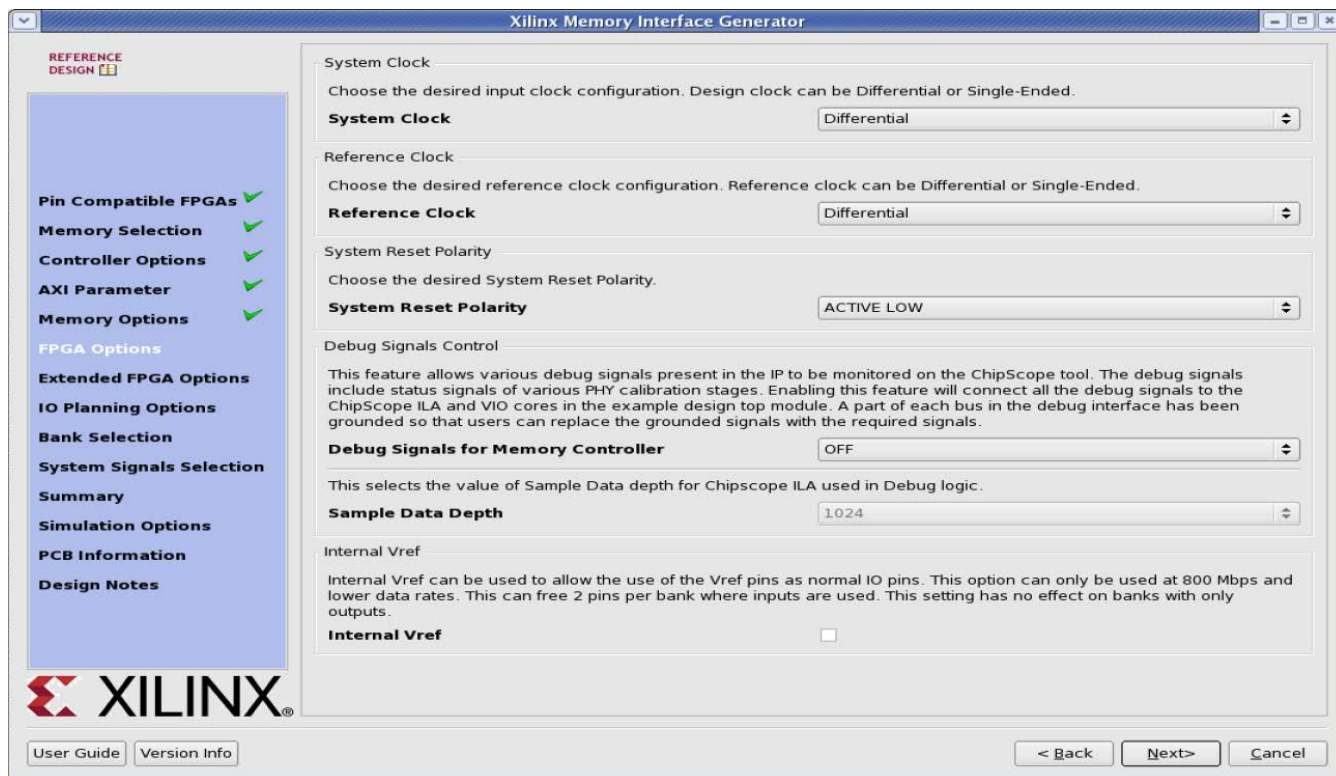 Xilinx Memory Interface Generator
REFERENCE
DESIGN
Pin Compatible FPGAs
Memory Selection
Controller Options
AXI Parameter
Memory Options
FPGA Options
Extended FPGA Options
IO Planning Options
Bank Selection
System Signals Selection
Summary
Simulation Options
PCB Information
Design Notes
XILINX®
System Clock
Choose the desired input clock configuration. Design clock can be Differential or Single-Ended.
System Clock Differential
Reference Clock
Choose the desired reference clock configuration. Reference clock can be Differential or Single-Ended.
Reference Clock Differential
System Reset Polarity
Choose the desired System Reset Polarity.
System Reset Polarity ACTIVE LOW
Debug Signals Control
This feature allows various debug signals present in the IP to be monitored on the ChipScope tool. The debug signals
include status signals of various PHY calibration stages. Enabling this feature will connect all the debug signals to the
ChipScope ILA and VIO cores in the example design top module. A part of each bus in the debug interface has been
grounded so that users can replace the grounded signals with the required signals.
Debug Signals for Memory Controller OFF
This selects the value of Sample Data depth for Chipscope ILA used in Debug logic.
Sample Data Depth 1024
Internal Vref
Internal Vref can be used to allow the use of the Vref pins as normal IO pins. This option can only be used at 800 Mbps and
lower data rates. This can free 2 pins per bank where inputs are used. This setting has no effect on banks with only
outputs.
Internal Vref
User Guide Version Info < Back Next> Cancel